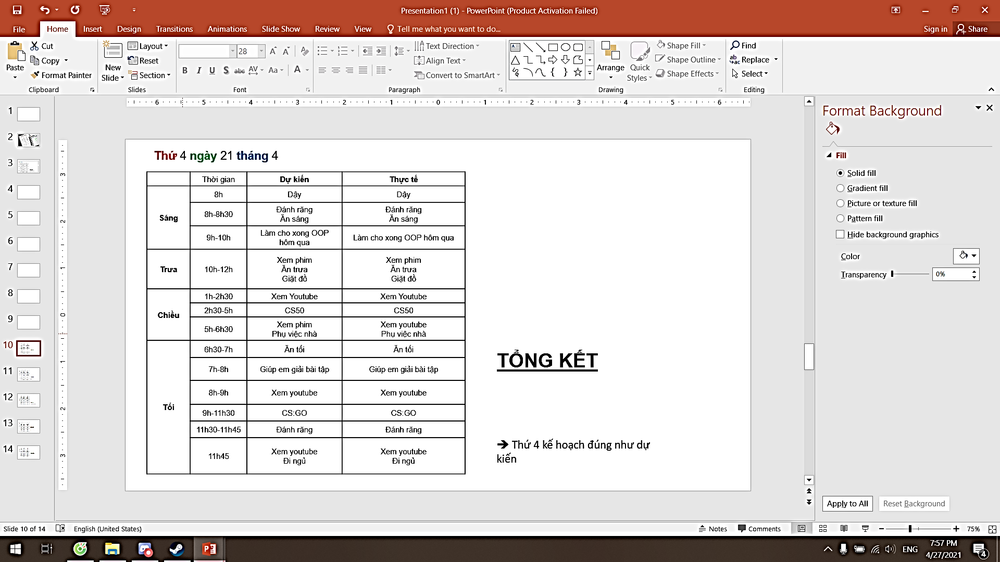 Presentation1 (1) - PowerPoint (Product Activation Failed)
File Home Insert Design Transitions Animations Slide Show Review View Tell me what you want to do... Sign in Share
Paste
Cut
Copy
Format Painter
Clipboard
New Slide
Layout
Reset
Section
Slides
28
B I U S abc AV Aa A
Font
Text Direction
Align Text
Convert to SmartArt
Paragraph
Arrange
Quick Styles
Shape Fill
Shape Outline
Shape Effects
Drawing
Find
Replace
Select
Editing
6 5 4 3 2 1 0 1 2 3 4 5 6
3 2 1 0 1 2 3
1
2
3
4
5
6
7
8
9
10
11
12
13
14
Thứ 4 ngày 21 tháng 4
Thời gian Dự kiến Thực tế
Sáng
8h Dậy Dậy
8h-8h30 Đánh răng Đánh răng
Ăn sáng Ăn sáng
9h-10h Làm cho xong OOP Làm cho xong OOP hôm qua
hôm qua
Trưa
10h-12h
Xem phim Xem phim
Ăn trưa Ăn trưa
Giặt đồ Giặt đồ
Chiều
1h-2h30 Xem Youtube Xem Youtube
2h30-5h CS50 CS50
5h-6h30 Xem phim Xem youtube
Phụ việc nhà Phụ việc nhà
Tối
6h30-7h Ăn tối Ăn tối
7h-8h Giúp em giải bài tập Giúp em giải bài tập
8h-9h Xem youtube Xem youtube
9h-11h30 CS:GO CS:GO
11h30-11h45 Đánh răng Đánh răng
11h45 Xem youtube Xem youtube
Đi ngủ Đi ngủ
TỔNG KẾT
➔ Thứ 4 kế hoạch đúng như dự
kiến
Format Background
Fill
Solid fill
Gradient fill
Picture or texture fill
Pattern fill
Hide background graphics
Color
Transparency 0%
Apply to All Reset Background
Slide 10 of 14 English (United States) Notes Comments 75%
ENG
7:57 PM
4/27/2021
4